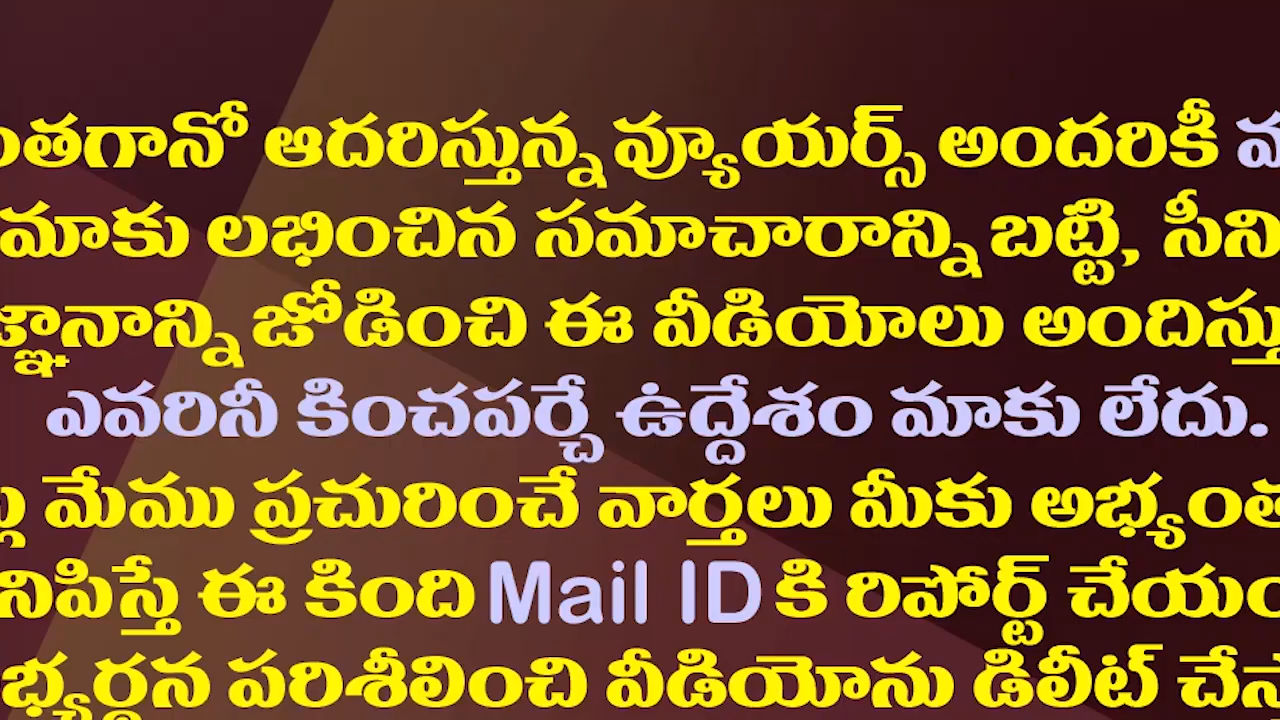 ఆదరిస్తున్న వ్యూయర్స్ అందరికీ
మాకు లభించిన సమాచారాన్ని బట్టి,
జోడించి ఈ వీడియోలు
ఎవరినీ కించపర్చే ఉద్దేశం మాకు లేదు.
మేము ప్రచురించే వార్తలు మీకు
ఈ కింది Mail ID కి రిపోర్ట్
పరిశీలించి వీడియోను డిలీట్